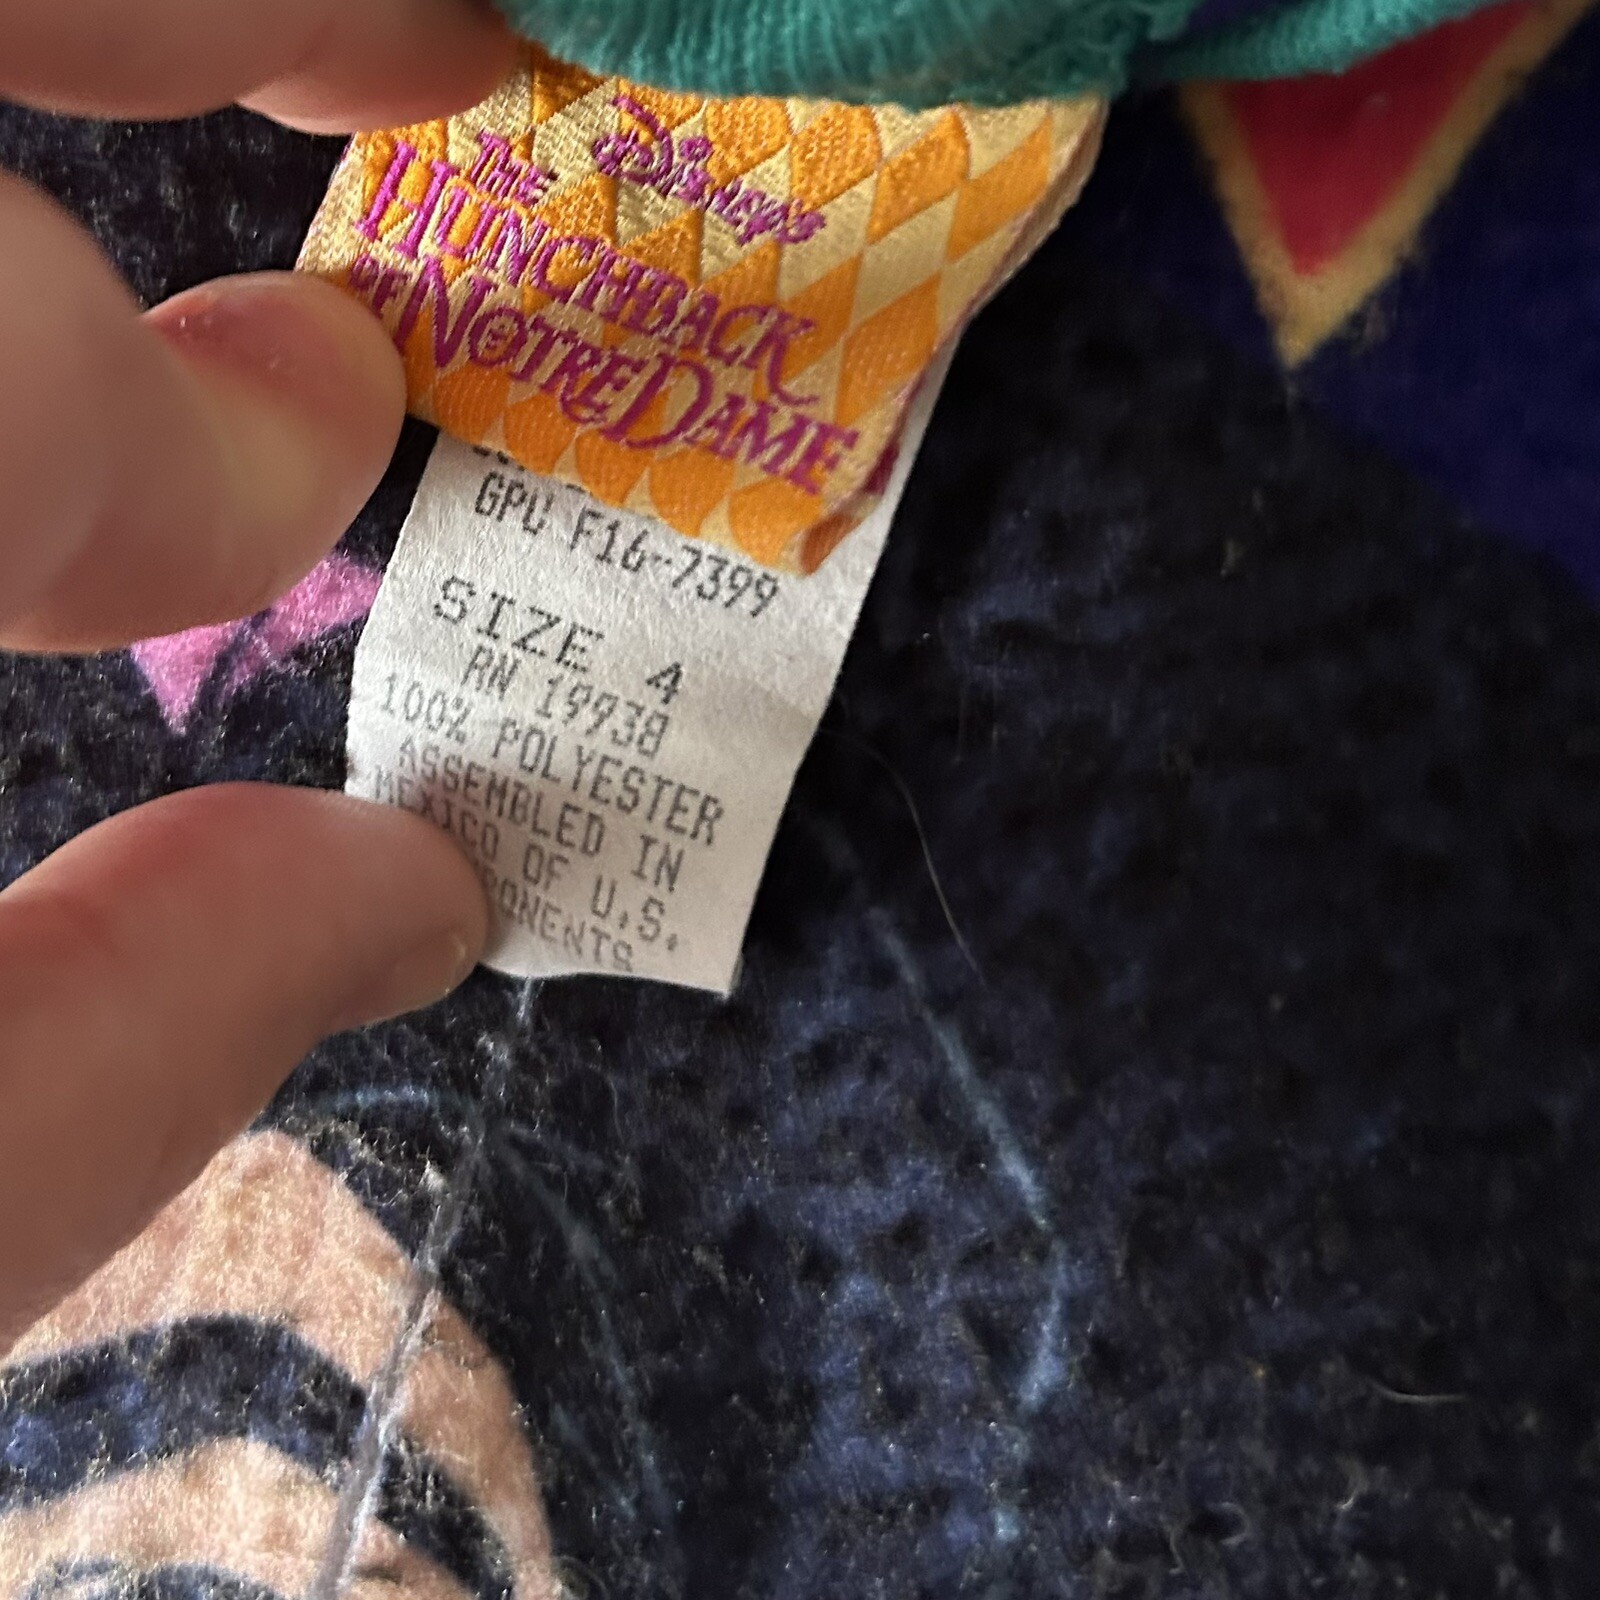 Disney's
THE
HUNCHBACK
OF NOTRE DAME
GPU F16-7399
SIZE 4
RN 19938
100% POLYESTER
ASSEMBLED IN
MEXICO OF U.S.